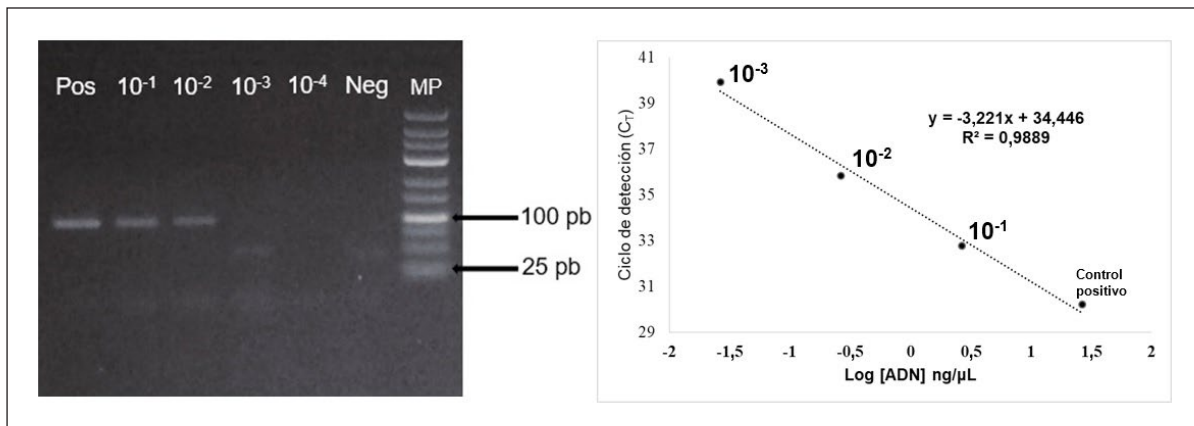 Pos 10-1 10-2 10-3 10-4 Neg MP
100 pb
25 pb
41
39
37
35
33
31
29
Ciclo de detección (CT)
10-3
y = -3,221x + 34,446
R² = 0,9889
10-2
10-1
Control
positivo
-2 -1,5 -1 -0,5 0 0,5 1 1,5 2
Log [ADN] ng/µL